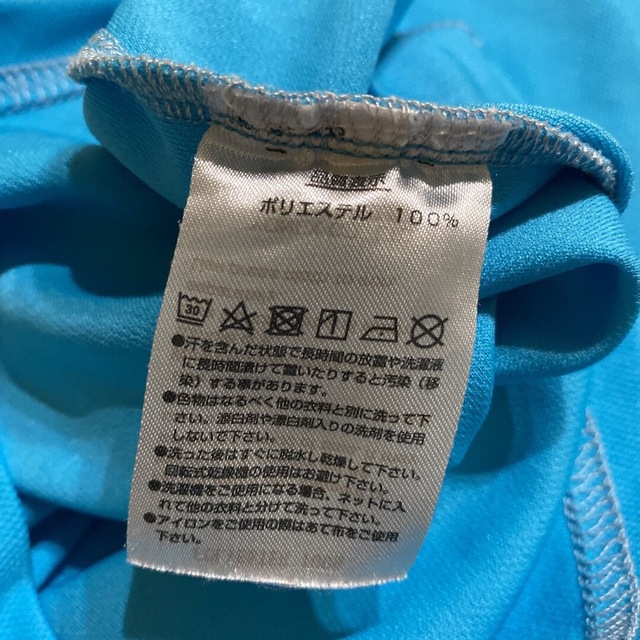 ポリエステル 100%
30
●汗を含んだ状態で長時間の放置や洗濯液
に長時間漬けて置いたりすると汚染（移
染）する事があります。
●色物はなるべく他の衣料と別に洗って下
さい。漂白剤や漂白剤入りの洗剤を使用
しないで下さい。
●洗った後はすぐに脱水し乾燥して下さい。
回転式乾燥機の使用はお避け下さい。
●洗濯機をご使用になる場合、ネットに入
れて他の衣料と分けて洗って下さい。
●アイロンをご使用の際はあて布をご使用
下さい。